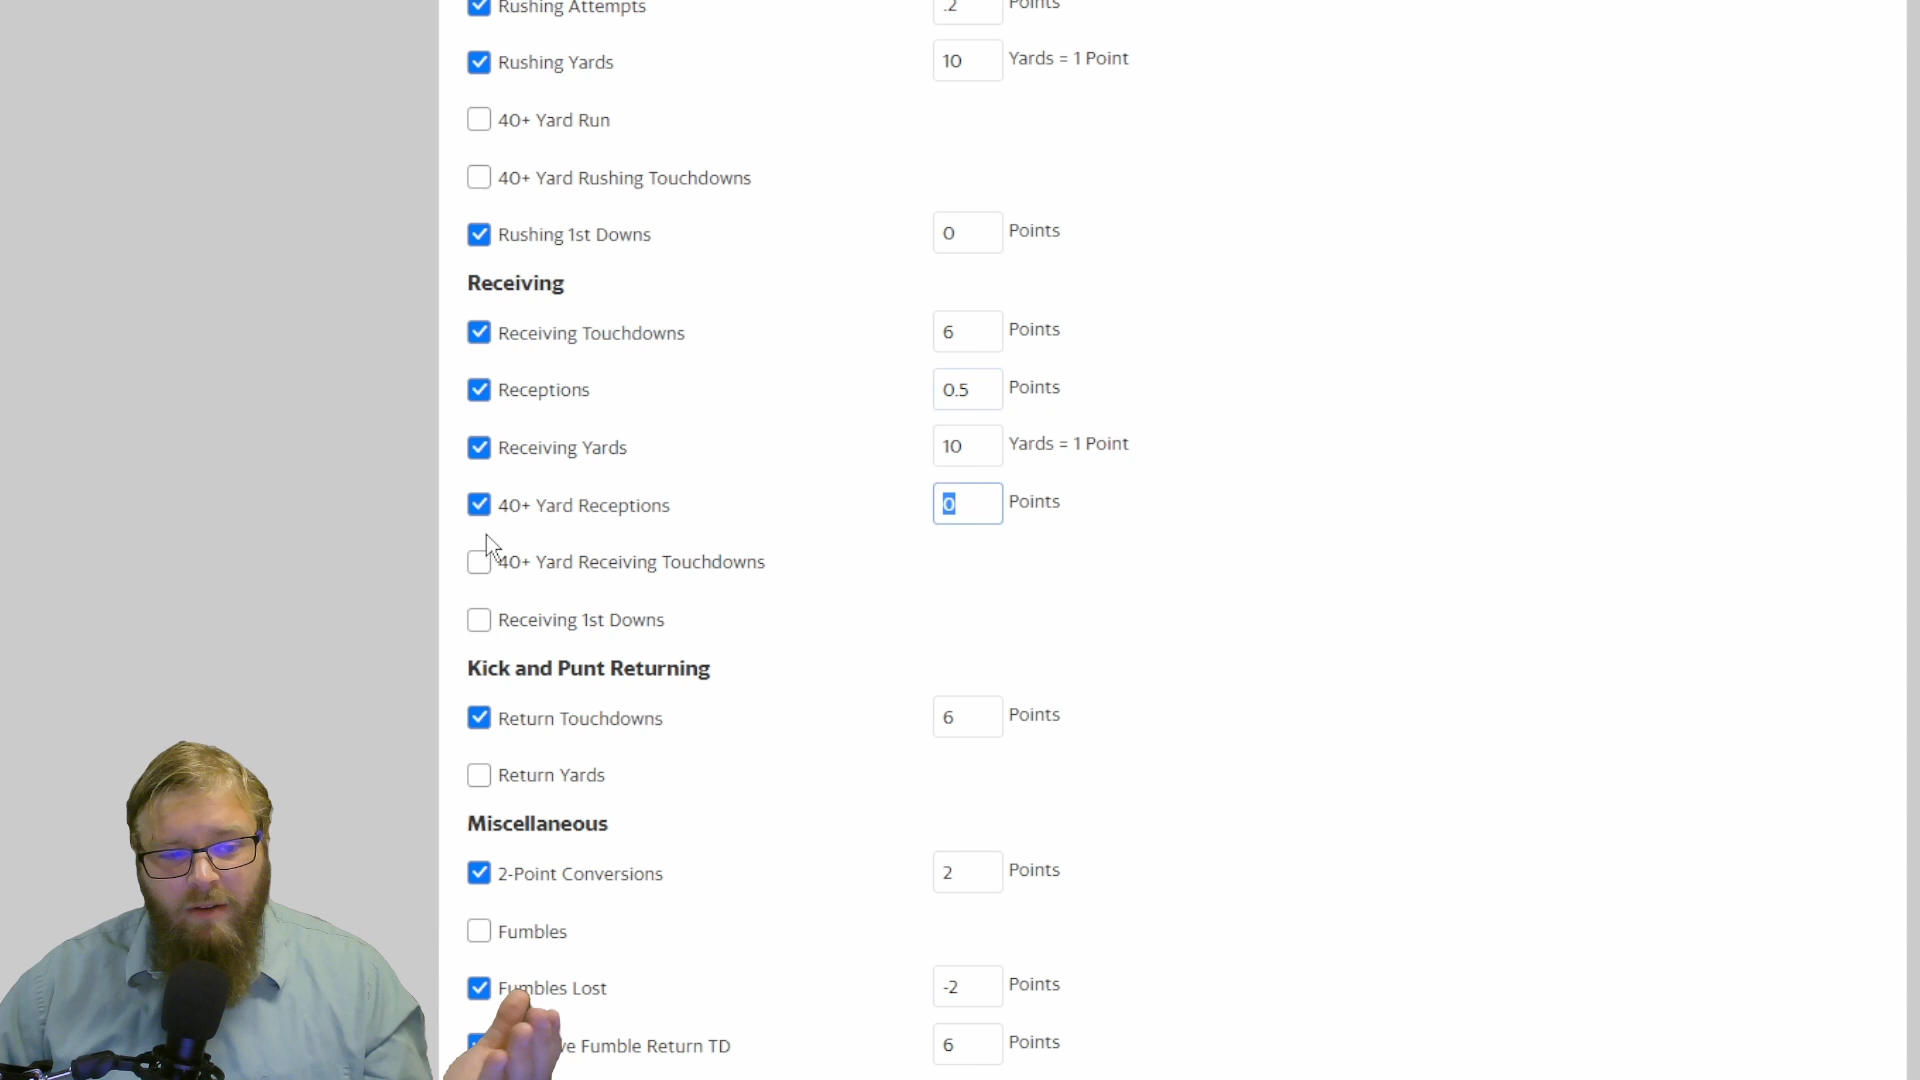 Rushing Attempts .2 Points
Rushing Yards 10 Yards = 1 Point
40+ Yard Run
40+ Yard Rushing Touchdowns
Rushing 1st Downs 0 Points
Receiving
Receiving Touchdowns 6 Points
Receptions 0.5 Points
Receiving Yards 10 Yards = 1 Point
40+ Yard Receptions 0 Points
40+ Yard Receiving Touchdowns
Receiving 1st Downs
Kick and Punt Returning
Return Touchdowns 6 Points
Return Yards
Miscellaneous
2-Point Conversions 2 Points
Fumbles
Fumbles Lost -2 Points
Fumble Return TD 6 Points